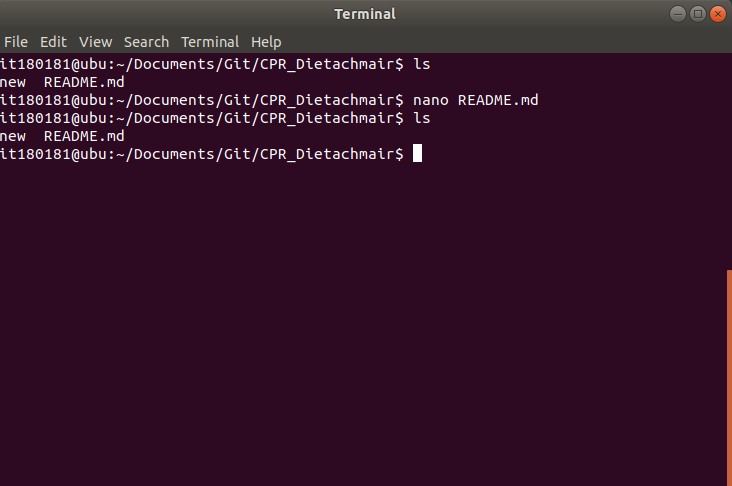 Terminal
File Edit View Search Terminal Help
it180181@ubu:~/Documents/Git/CPR_Dietachmair$ ls
new  README.md
it180181@ubu:~/Documents/Git/CPR_Dietachmair$ nano README.md
it180181@ubu:~/Documents/Git/CPR_Dietachmair$ ls
new  README.md
it180181@ubu:~/Documents/Git/CPR_Dietachmair$